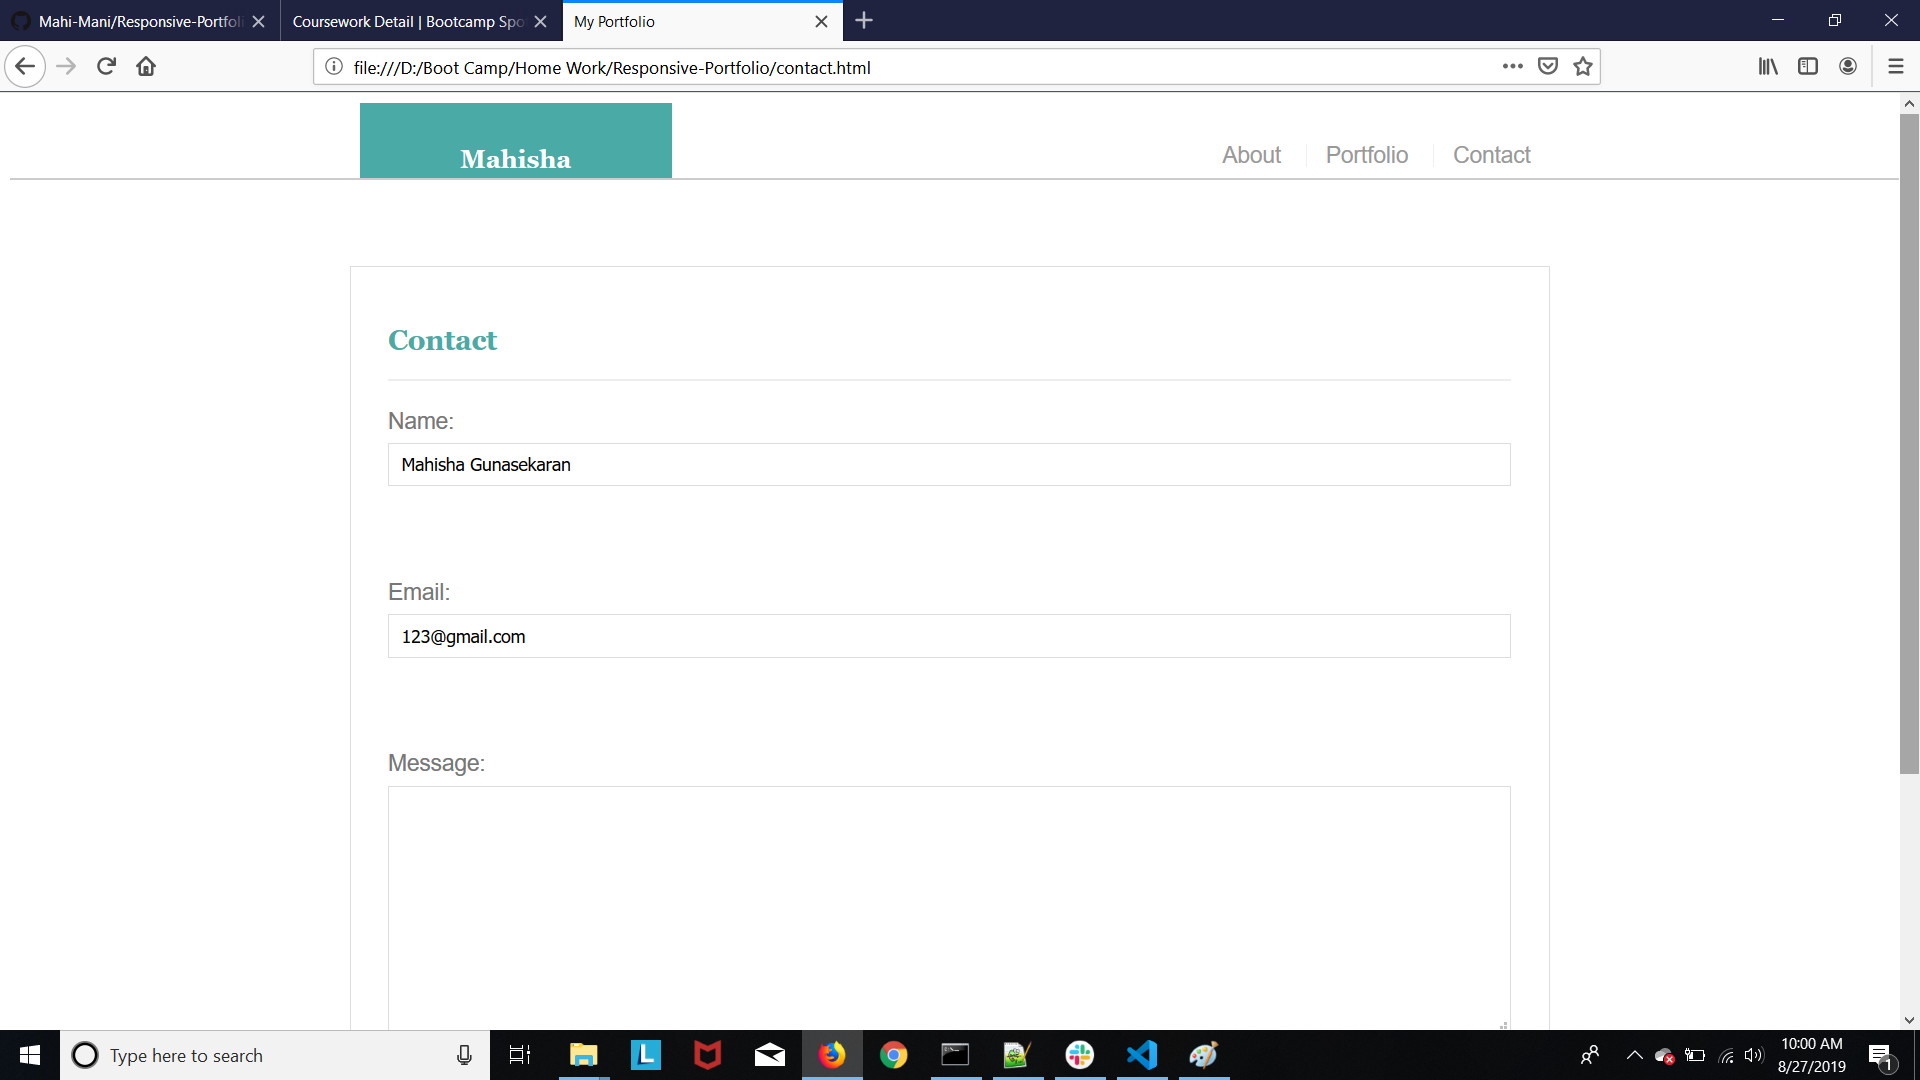 Mahi-Mani/Responsive-Portfoli
Coursework Detail | Bootcamp Spo
My Portfolio
file:///D:/Boot Camp/Home Work/Responsive-Portfolio/contact.html
Mahisha
About
Portfolio
Contact
Contact
Name:
Mahisha Gunasekaran
Email:
123@gmail.com
Message:
Type here to search
L
10:00 AM
8/27/2019
1